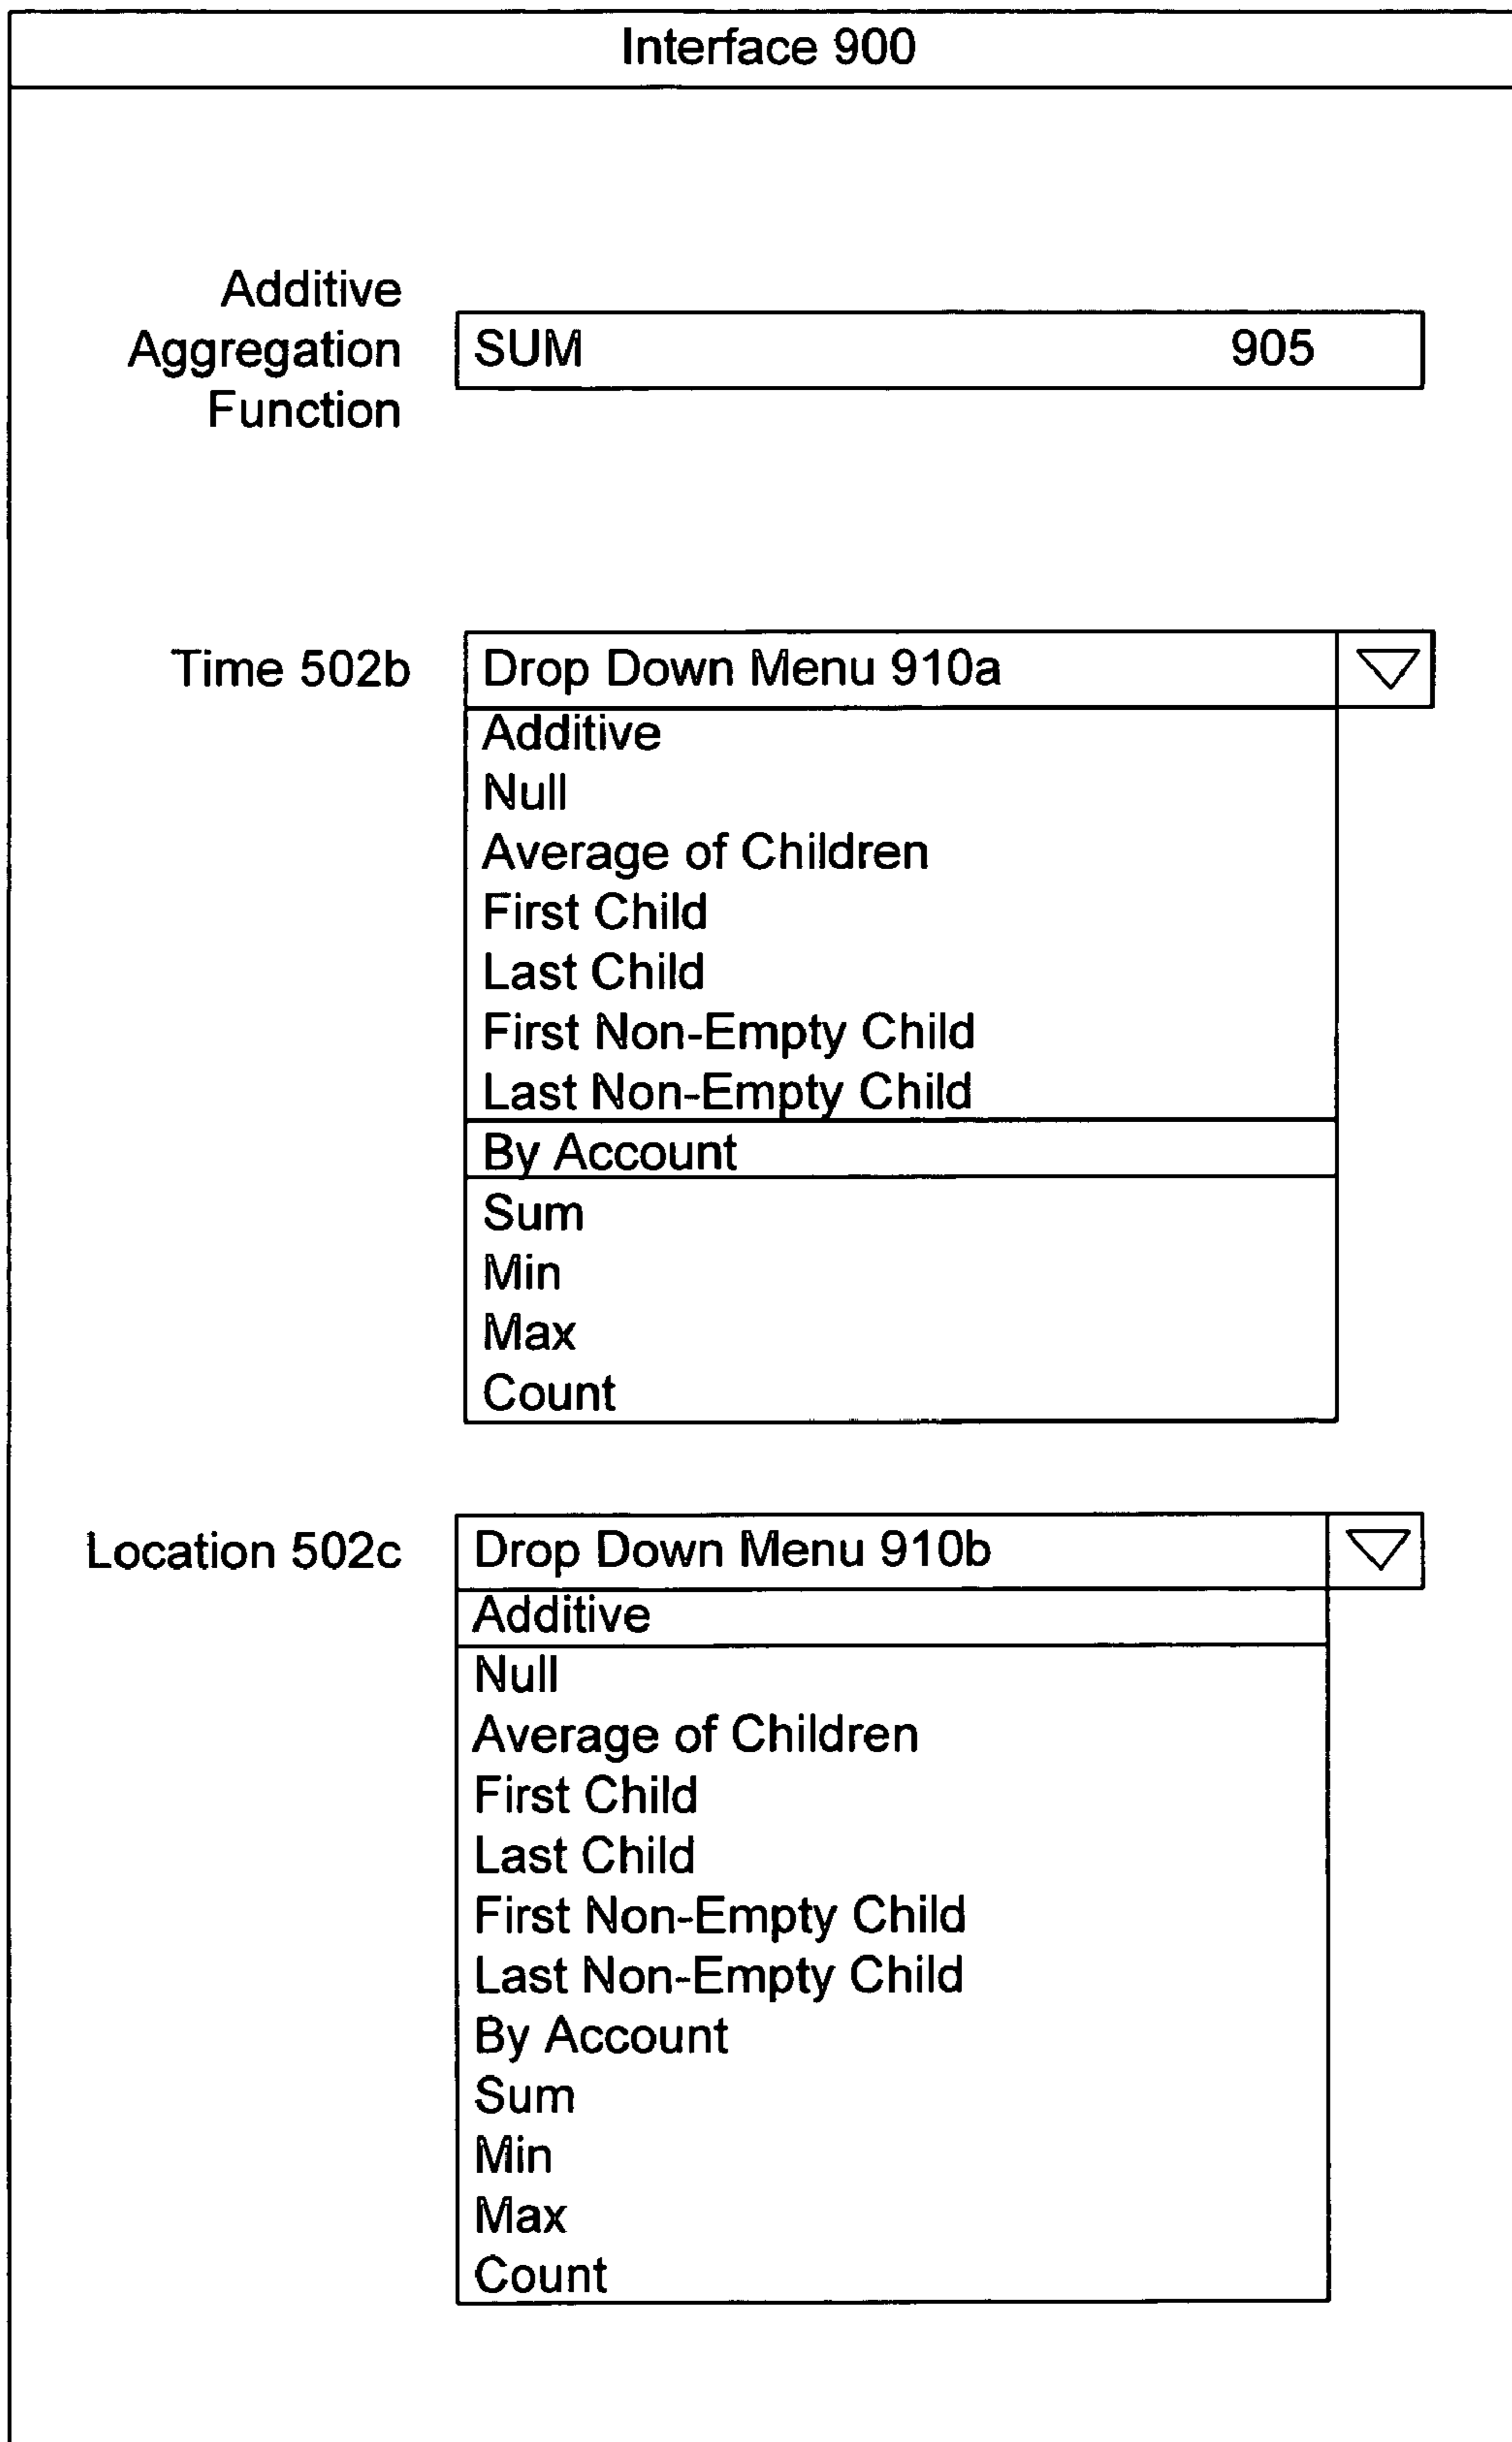 Interface 900
Additive
Aggregation
Function
SUM 905
Time 502b
Drop Down Menu 910a
Additive
Null
Average of Children
First Child
Last Child
First Non-Empty Child
Last Non-Empty Child
By Account
Sum
Min
Max
Count
Location 502c
Drop Down Menu 910b
Additive
Null
Average of Children
First Child
Last Child
First Non-Empty Child
Last Non-Empty Child
By Account
Sum
Min
Max
Count